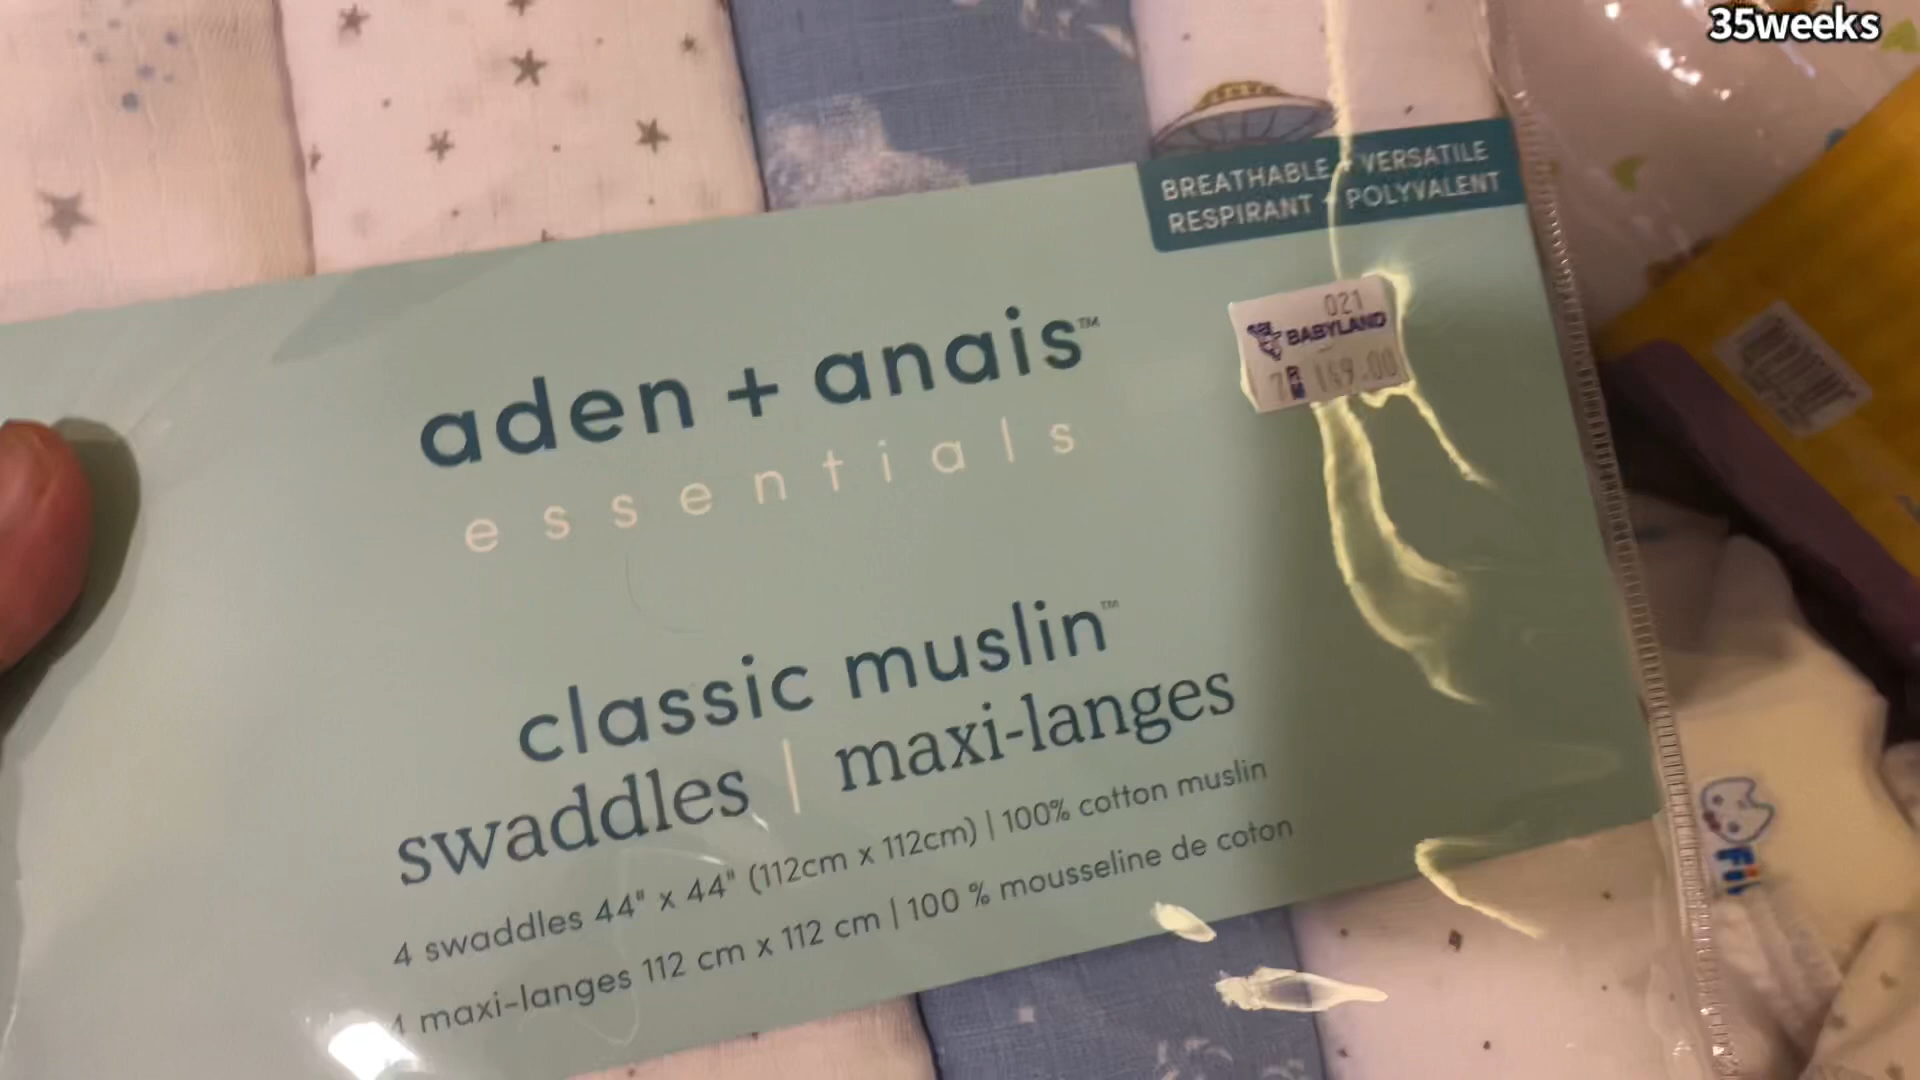 35weeks
BREATHABLE + VERSATILE
RESPIRANT + POLYVALENT
021
BABYLAND
RM 169.00
aden + anais™
essentials
classic muslin™
swaddles | maxi-langes
4 swaddles 44" x 44" (112cm x 112cm) | 100% cotton muslin
4 maxi-langes 112 cm x 112 cm | 100 % mousseline de coton